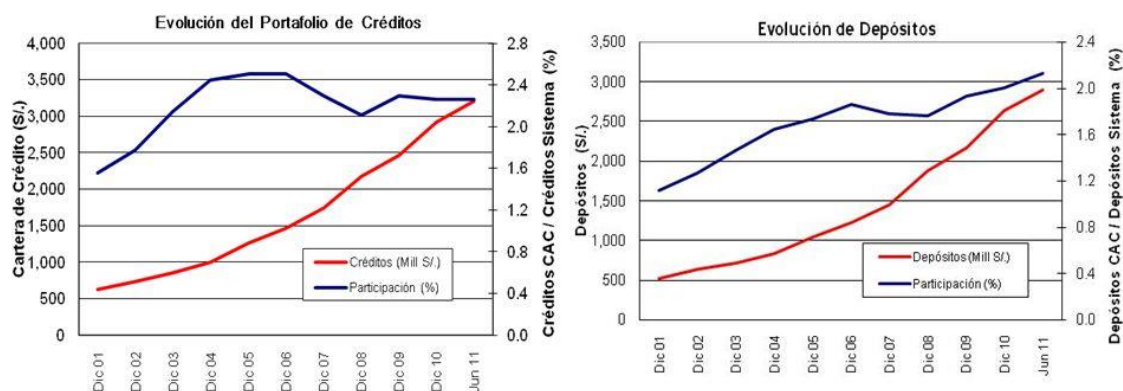 Evolución del Portafolio de Créditos
Cartera de Crédito (S/.)
4,000
3,500
3,000
2,500
2,000
1,500
1,000
500
0
2.8
2.4
2.0
1.6
1.2
0.8
0.4
0.0
Créditos CAC / Créditos Sistema (%)
Créditos (Mill S/.)
Participación (%)
Dic 01
Dic 02
Dic 03
Dic 04
Dic 05
Dic 06
Dic 07
Dic 08
Dic 09
Dic 10
Jun 11
Evolución de Depósitos
Depósitos (S/.)
3,500
3,000
2,500
2,000
1,500
1,000
500
0
2.4
2.0
1.6
1.2
0.8
0.4
0.0
Depósitos CAC / Depósitos Sistema (%)
Depósitos (Mill S/.)
Participación (%)
Dic 01
Dic 02
Dic 03
Dic 04
Dic 05
Dic 06
Dic 07
Dic 08
Dic 09
Dic 10
Jun 11